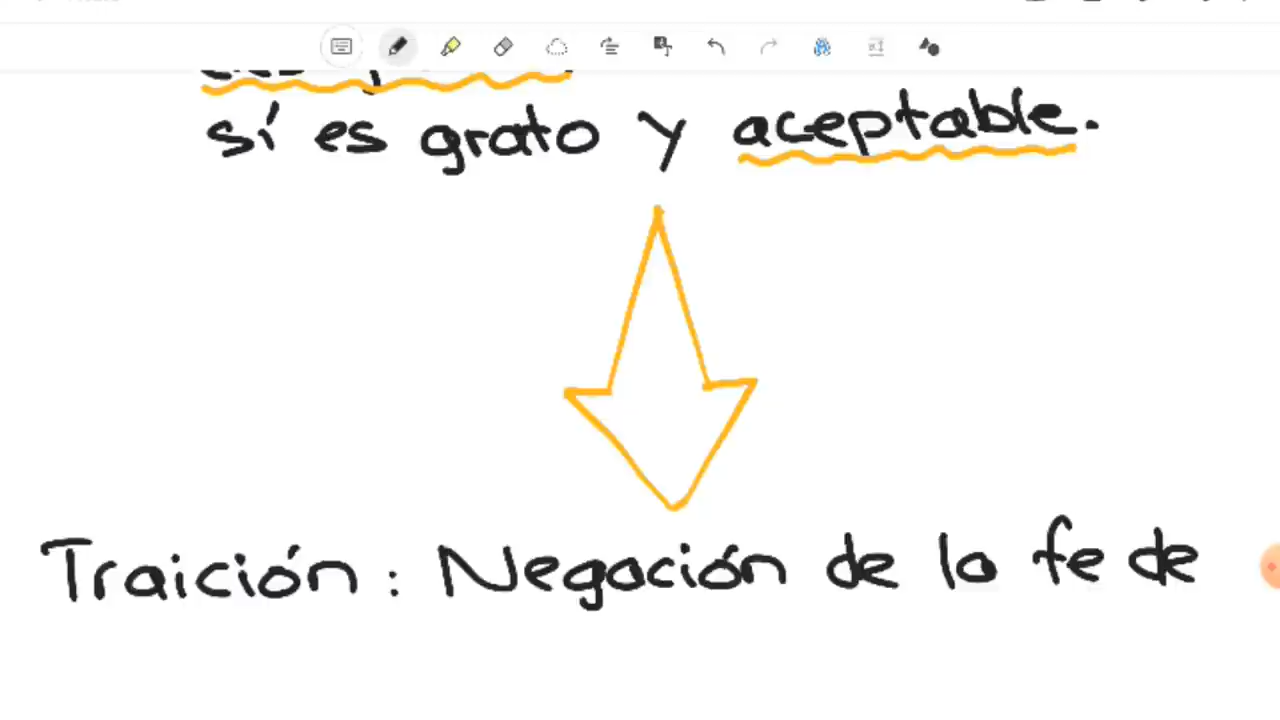 sí es grato y aceptable.
Traición: Negación de la fe de